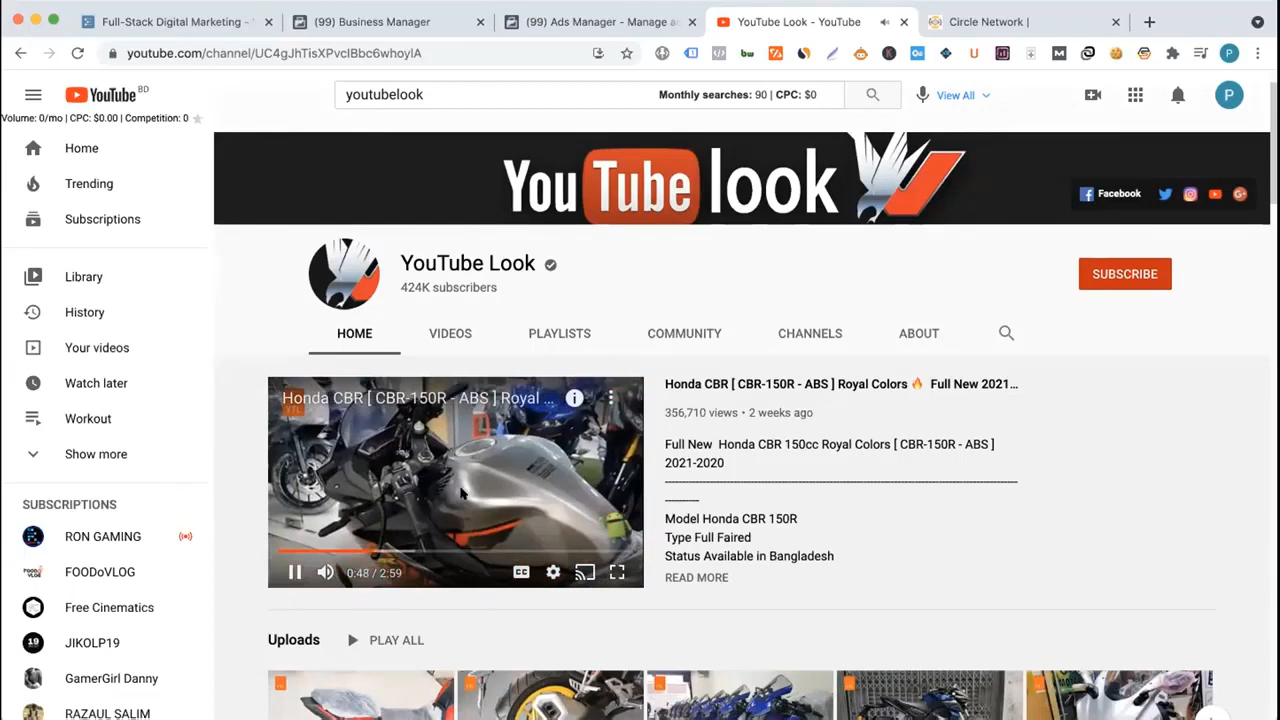 Full-Stack Digital Marketing -
(99) Business Manager
(99) Ads Manager - Manage a
YouTube Look - YouTube
Circle Network |
youtube.com/channel/UC4gJhTisXPvcIBbc6whoyIA
YouTube BD
youtubelook
Monthly searches: 90 | CPC: $0
View All
P
Volume: 0/mo | CPC: $0.00 | Competition: 0
Home
Trending
Subscriptions
Library
History
Your videos
Watch later
Workout
Show more
SUBSCRIPTIONS
RON GAMING
FOODoVLOG
Free Cinematics
JIKOLP19
GamerGirl Danny
RAZAUL SALIM
YouTube look
Facebook
YouTube Look
424K subscribers
SUBSCRIBE
HOME
VIDEOS
PLAYLISTS
COMMUNITY
CHANNELS
ABOUT
Honda CBR [ CBR-150R - ABS ] Royal ...
YTL
0:48 / 2:59
CC
Honda CBR [ CBR-150R - ABS ] Royal Colors 🔥 Full New 2021...
356,710 views • 2 weeks ago
Full New Honda CBR 150cc Royal Colors [ CBR-150R - ABS ]
2021-2020
Model Honda CBR 150R
Type Full Faired
Status Available in Bangladesh
READ MORE
Uploads
PLAY ALL